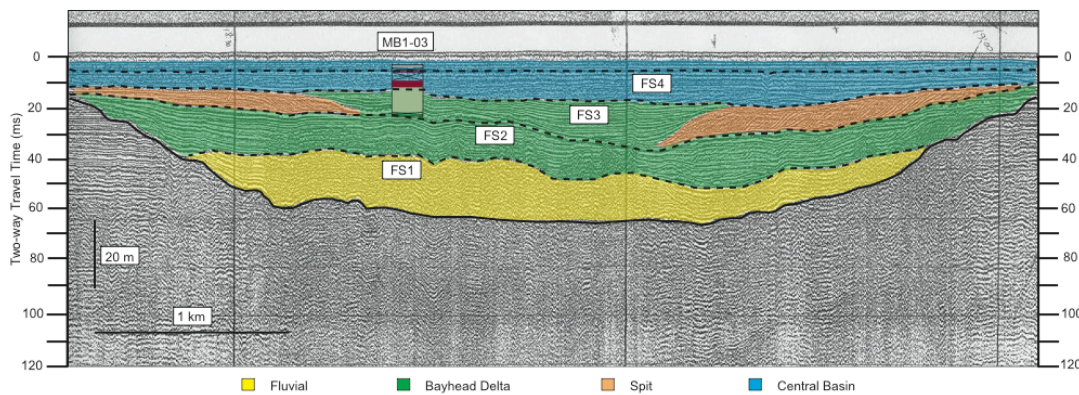 MB1-03
0
20
40
60
80
100
120
Two-way Travel Time (ms)
0
20
40
60
80
100
120
FS4
FS3
FS2
FS1
20 m
1 km
Fluvial
Bayhead Delta
Spit
Central Basin